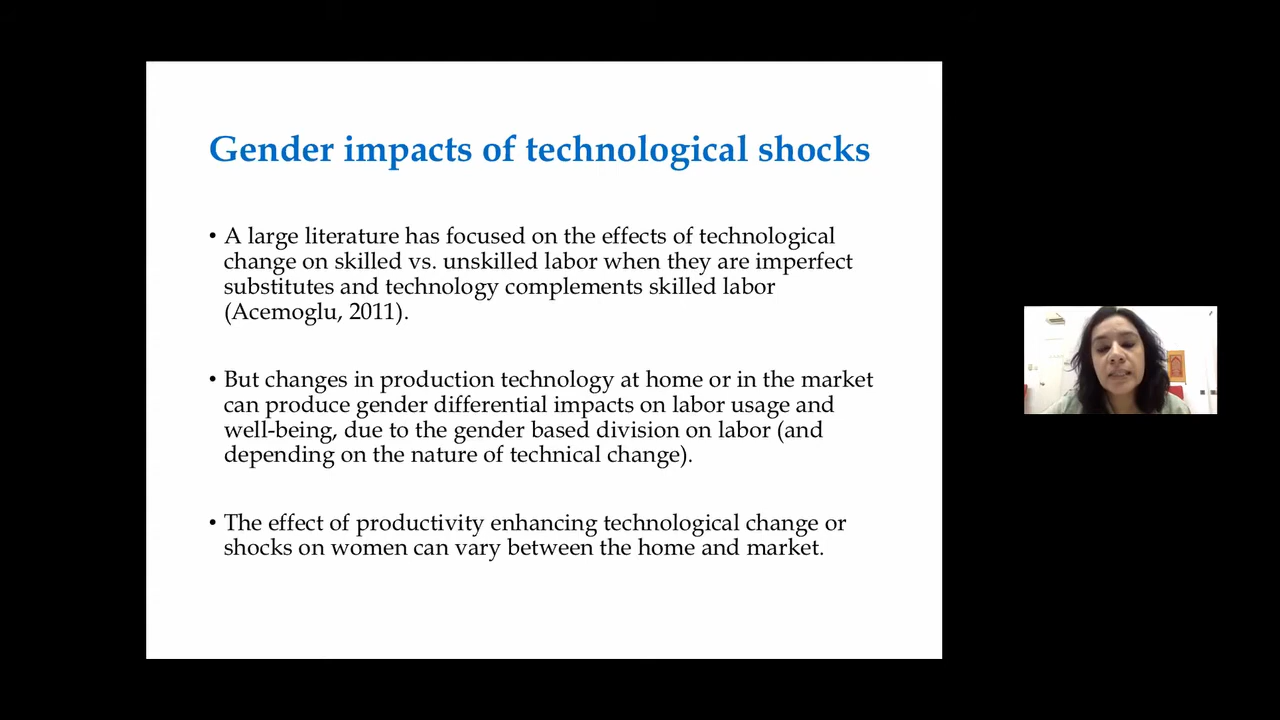 Gender impacts of technological shocks
• A large literature has focused on the effects of technological
change on skilled vs. unskilled labor when they are imperfect
substitutes and technology complements skilled labor
(Acemoglu, 2011).
• But changes in production technology at home or in the market
can produce gender differential impacts on labor usage and
well-being, due to the gender based division on labor (and
depending on the nature of technical change).
• The effect of productivity enhancing technological change or
shocks on women can vary between the home and market.